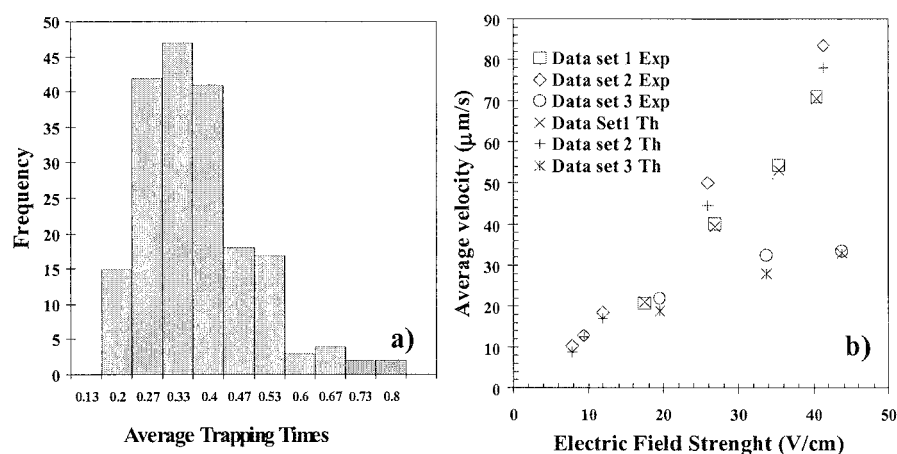 50
45
40
35
30
25
20
15
10
5
0
Frequency
a)
0.13 0.2 0.27 0.33 0.4 0.47 0.53 0.6 0.67 0.73 0.8
Average Trapping Times
90
80
70
60
50
40
30
20
10
0
Average velocity (μm/s)
Data set 1 Exp
Data set 2 Exp
Data set 3 Exp
Data Set1 Th
Data set 2 Th
Data set 3 Th
b)
0 10 20 30 40 50
Electric Field Strenght (V/cm)